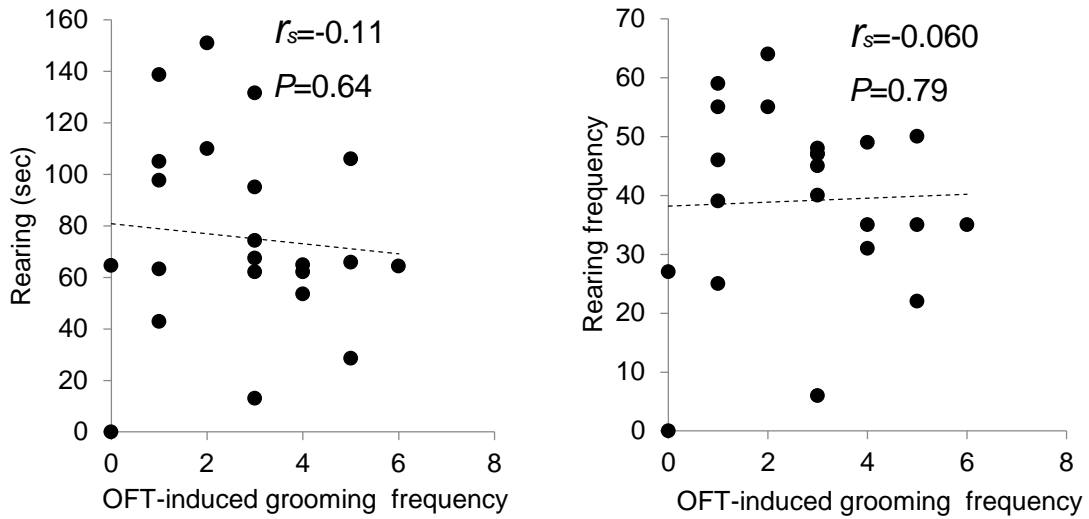 160
140
120
100
80
60
40
20
0
Rearing (sec)
rs=-0.11
P=0.64
0 2 4 6 8
OFT-induced grooming frequency
70
60
50
40
30
20
10
0
Rearing frequency
rs=-0.060
P=0.79
0 2 4 6 8
OFT-induced grooming frequency